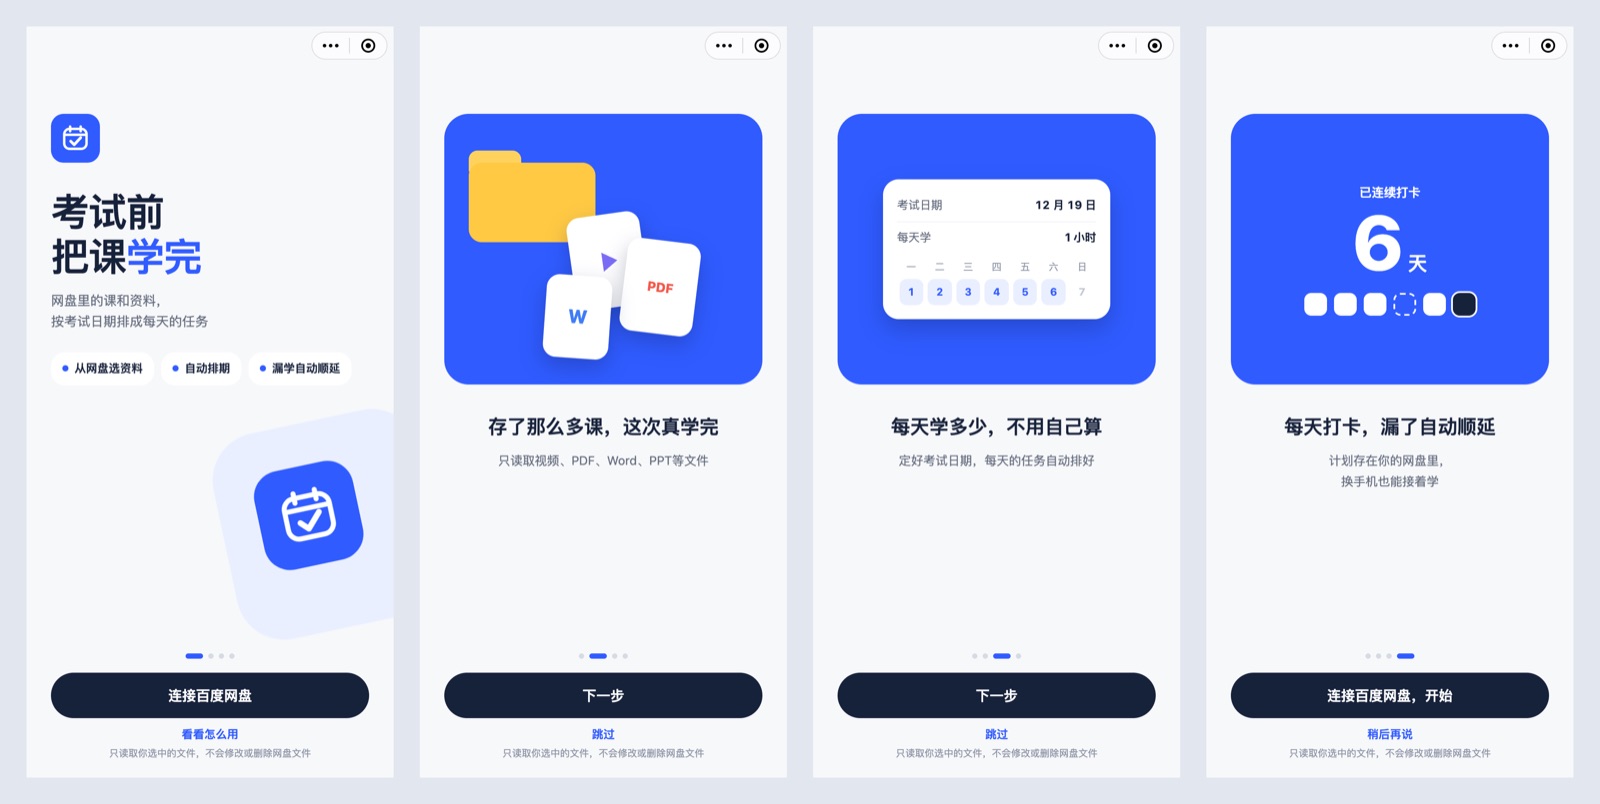 考试前
把课学完
网盘里的课和资料，
按考试日期排成每天的任务
从网盘选资料
自动排期
漏学自动顺延
连接百度网盘
看看怎么用
只读取你选中的文件，不会修改或删除网盘文件
PDF
W
存了那么多课，这次真学完
只读取视频、PDF、Word、PPT等文件
下一步
跳过
只读取你选中的文件，不会修改或删除网盘文件
考试日期 12 月 19 日
每天学 1 小时
一 二 三 四 五 六 日
1 2 3 4 5 6 7
每天学多少，不用自己算
定好考试日期，每天的任务自动排好
下一步
跳过
只读取你选中的文件，不会修改或删除网盘文件
已连续打卡
6 天
每天打卡，漏了自动顺延
计划存在你的网盘里，
换手机也能接着学
连接百度网盘，开始
稍后再说
只读取你选中的文件，不会修改或删除网盘文件